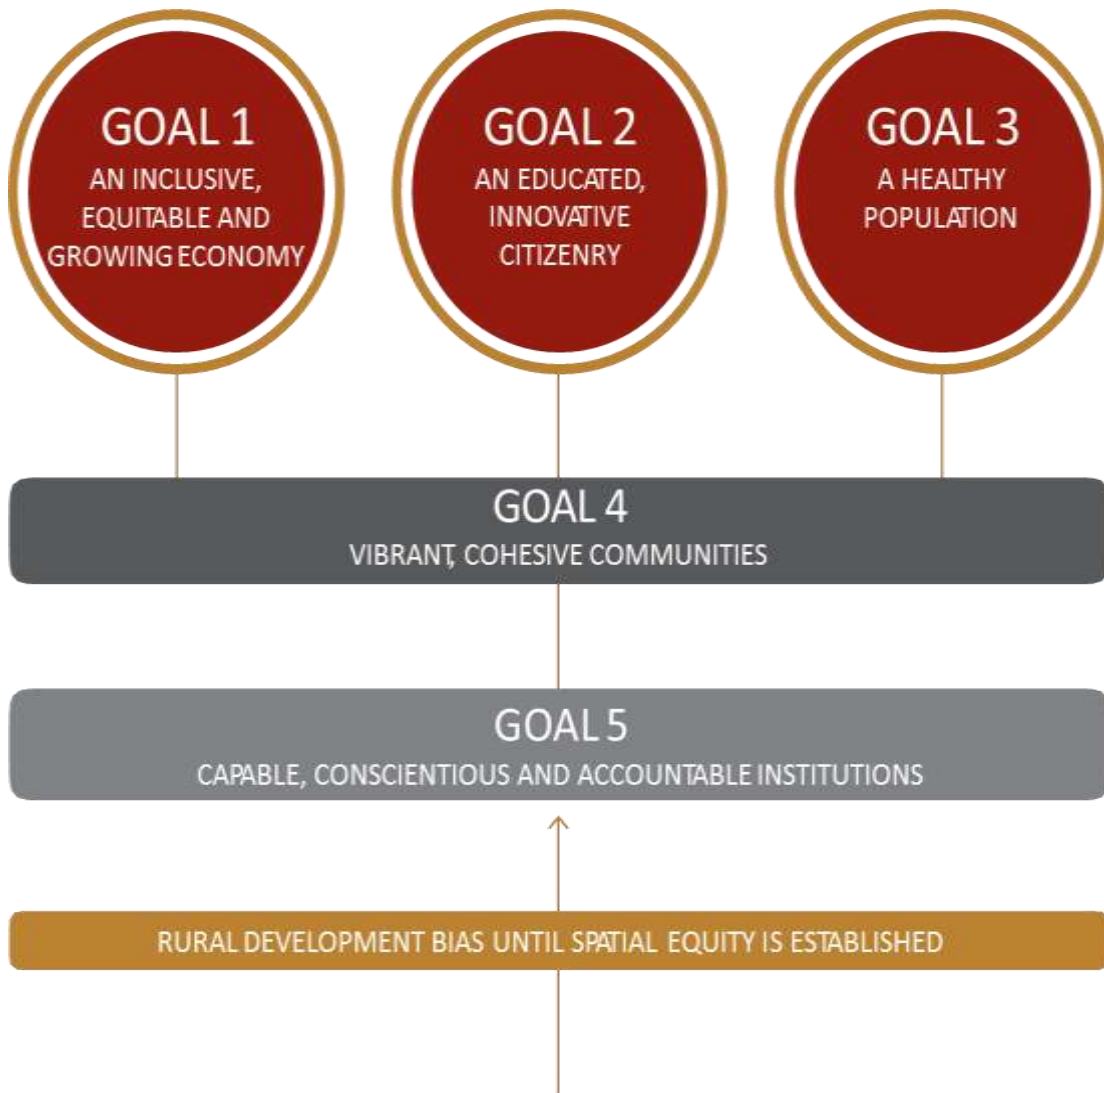 GOAL 1
AN INCLUSIVE,
EQUITABLE AND
GROWING ECONOMY
GOAL 2
AN EDUCATED,
INNOVATIVE
CITIZENRY
GOAL 3
A HEALTHY
POPULATION
GOAL 4
VIBRANT, COHESIVE COMMUNITIES
GOAL 5
CAPABLE, CONSCIENTIOUS AND ACCOUNTABLE INSTITUTIONS
RURAL DEVELOPMENT BIAS UNTIL SPATIAL EQUITY IS ESTABLISHED